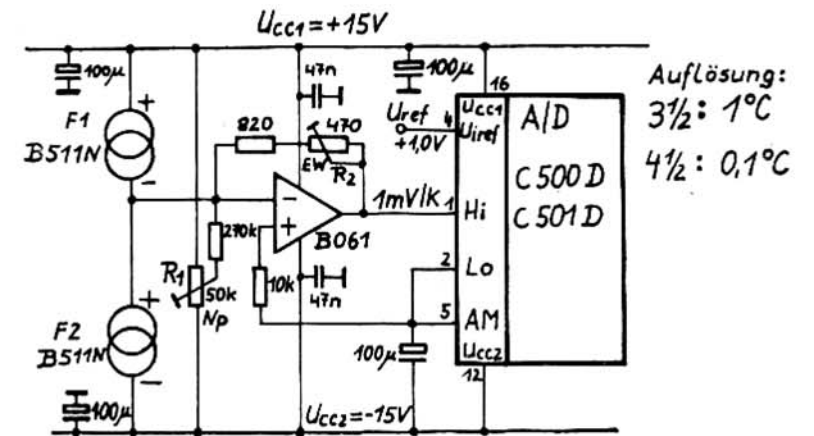 Ucc1=+15V
100µ
47n
100µ
16
Auflösung:
3½: 1°C
4½: 0,1°C
F1
B511N
+
−
820
470
EW R2
Uref
+1,0V
4
Ucc1
Uiref
A/D
C500D
C501D
−
+
B061
1mV/K
1
Hi
270k
R1
50k
Np
10k
47n
2
Lo
5
AM
100µ
Ucc2
12
F2
B511N
+
−
100µ
Ucc2=-15V